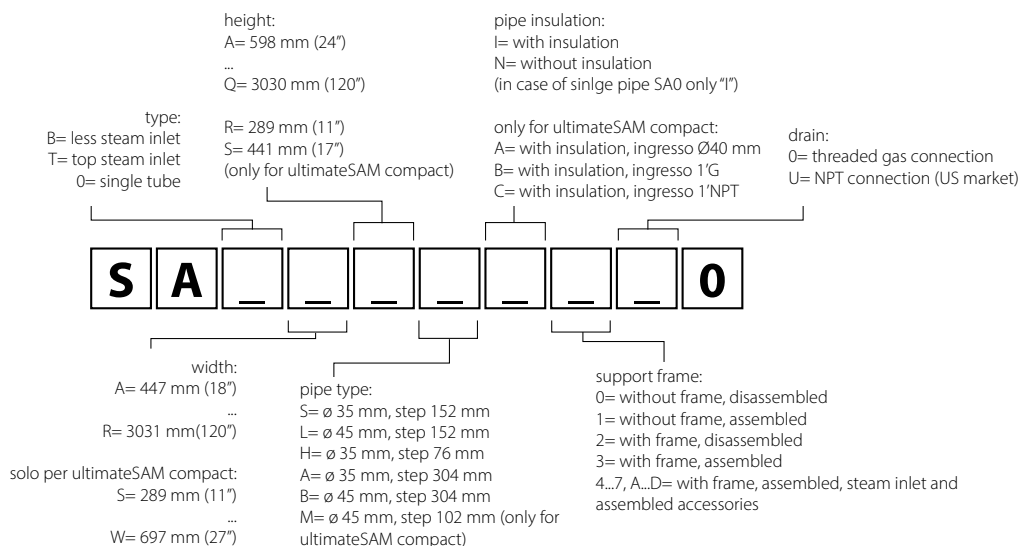 height:
A= 598 mm (24”)
...
Q= 3030 mm (120”)
R= 289 mm (11”)
S= 441 mm (17”)
(only for ultimateSAM compact)
pipe insulation:
I= with insulation
N= without insulation
(in case of sinlge pipe SA0 only “I”)
only for ultimateSAM compact:
A= with insulation, ingresso Ø40 mm
B= with insulation, ingresso 1’G
C= with insulation, ingresso 1’NPT
type:
B= less steam inlet
T= top steam inlet
0= single tube
drain:
0= threaded gas connection
U= NPT connection (US market)
S A _ _ _ _ _ _ _ 0
width:
A= 447 mm (18”)
...
R= 3031 mm(120”)
solo per ultimateSAM compact:
S= 289 mm (11”)
...
W= 697 mm (27”)
pipe type:
S= ø 35 mm, step 152 mm
L= ø 45 mm, step 152 mm
H= ø 35 mm, step 76 mm
A= ø 35 mm, step 304 mm
B= ø 45 mm, step 304 mm
M= ø 45 mm, step 102 mm (only for
ultimateSAM compact)
support frame:
0= without frame, disassembled
1= without frame, assembled
2= with frame, disassembled
3= with frame, assembled
4...7, A...D= with frame, assembled, steam inlet and
assembled accessories